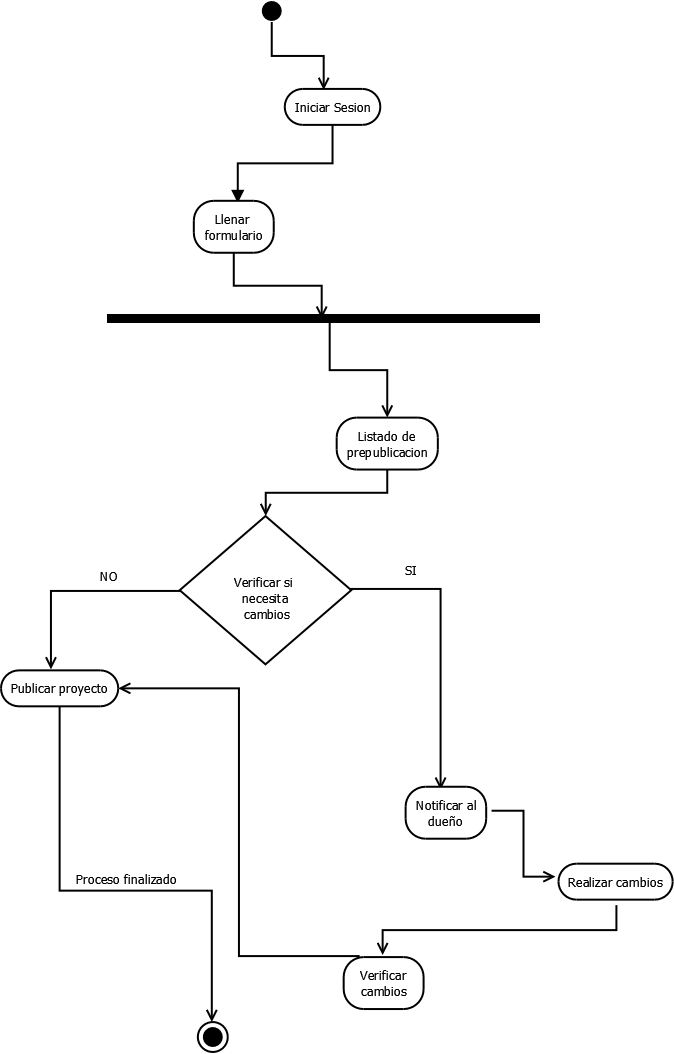 Iniciar Sesion
Llenar
formulario
Listado de
prepublicacion
Verificar si
necesita
cambios
NO
SI
Publicar proyecto
Notificar al
dueño
Realizar cambios
Proceso finalizado
Verificar
cambios